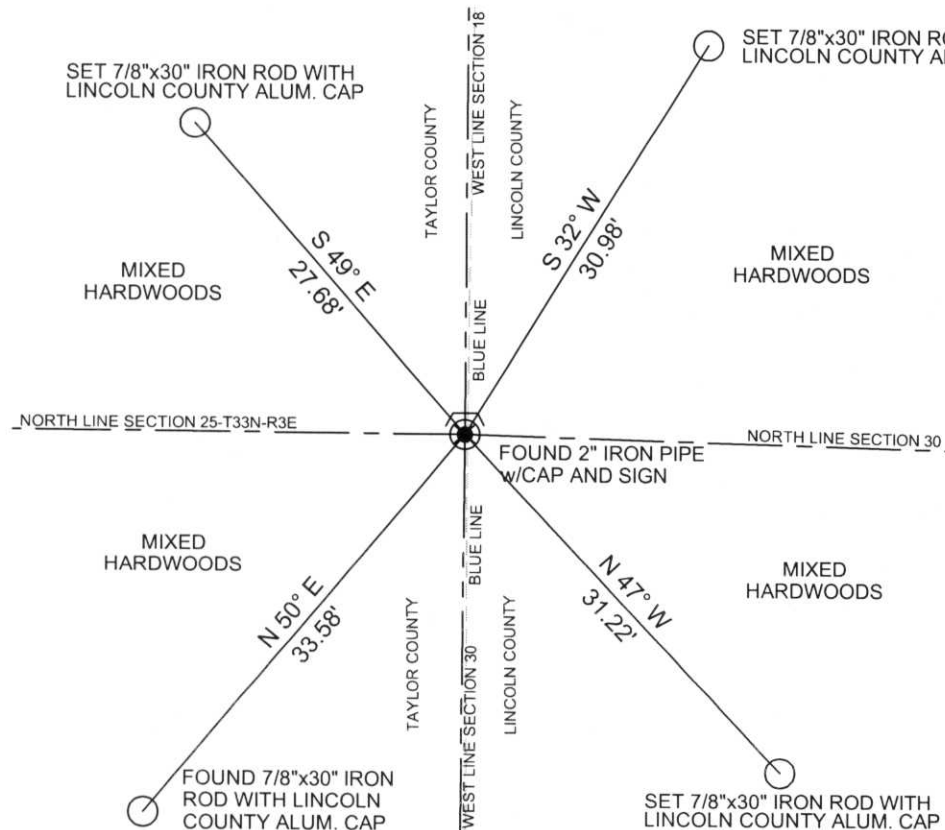 SET 7/8"x30" IRON ROD WITH
LINCOLN COUNTY ALUM. CAP
TAYLOR COUNTY
WEST LINE SECTION 18
LINCOLN COUNTY
SET 7/8"x30" IRON
LINCOLN COUNTY
S 49° E
27.68'
S 32° W
30.98'
MIXED
HARDWOODS
MIXED
HARDWOODS
BLUE LINE
NORTH LINE SECTION 25-T33N-R3E
NORTH LINE SECTION 30
FOUND 2" IRON PIPE
w/CAP AND SIGN
MIXED
HARDWOODS
BLUE LINE
MIXED
HARDWOODS
N 50° E
33.58'
N 47° W
31.22'
TAYLOR COUNTY
WEST LINE SECTION 30
LINCOLN COUNTY
FOUND 7/8"x30" IRON
ROD WITH LINCOLN
COUNTY ALUM. CAP
SET 7/8"x30" IRON ROD WITH
LINCOLN COUNTY ALUM. CAP